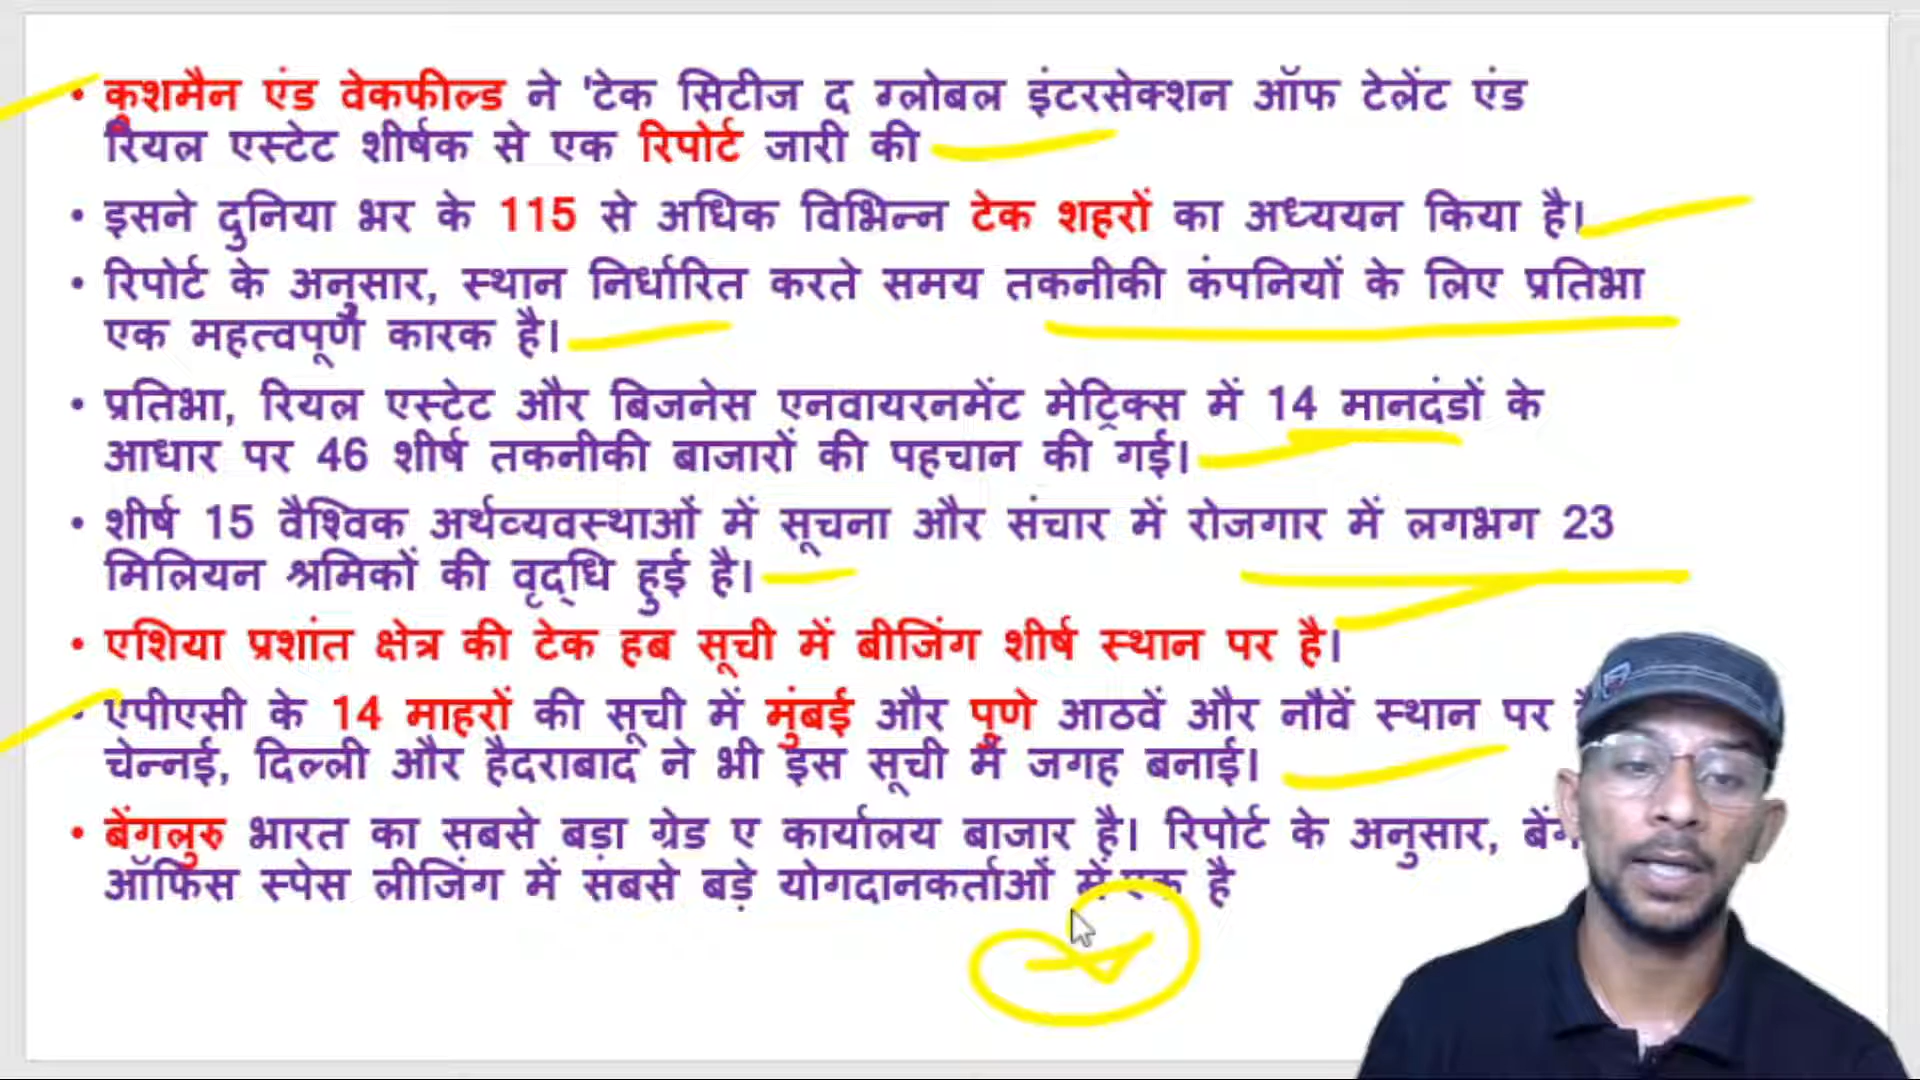 • कुशमैन एंड वेकफील्ड ने 'टेक सिटीज द ग्लोबल इंटरसेक्शन ऑफ टेलेंट एंड
रियल एस्टेट शीर्षक से एक रिपोर्ट जारी की
• इसने दुनिया भर के 115 से अधिक विभिन्न टेक शहरों का अध्ययन किया है।
• रिपोर्ट के अनुसार, स्थान निर्धारित करते समय तकनीकी कंपनियों के लिए प्रतिभा
एक महत्वपूर्ण कारक है।
• प्रतिभा, रियल एस्टेट और बिजनेस एनवायरनमेंट मेट्रिक्स में 14 मानदंडों के
आधार पर 46 शीर्ष तकनीकी बाजारों की पहचान की गई।
• शीर्ष 15 वैश्विक अर्थव्यवस्थाओं में सूचना और संचार में रोजगार में लगभग 23
मिलियन श्रमिकों की वृद्धि हुई है।
• एशिया प्रशांत क्षेत्र की टेक हब सूची में बीजिंग शीर्ष स्थान पर है।
• एपीएसी के 14 माहरों की सूची में मुंबई और पुणे आठवें और नौवें स्थान पर
चेन्नई, दिल्ली और हैदराबाद ने भी इस सूची में जगह बनाई।
• बेंगलुरु भारत का सबसे बड़ा ग्रेड ए कार्यालय बाजार है। रिपोर्ट के अनुसार,
ऑफिस स्पेस लीजिंग में सबसे बड़े योगदानकर्ताओं में एक है